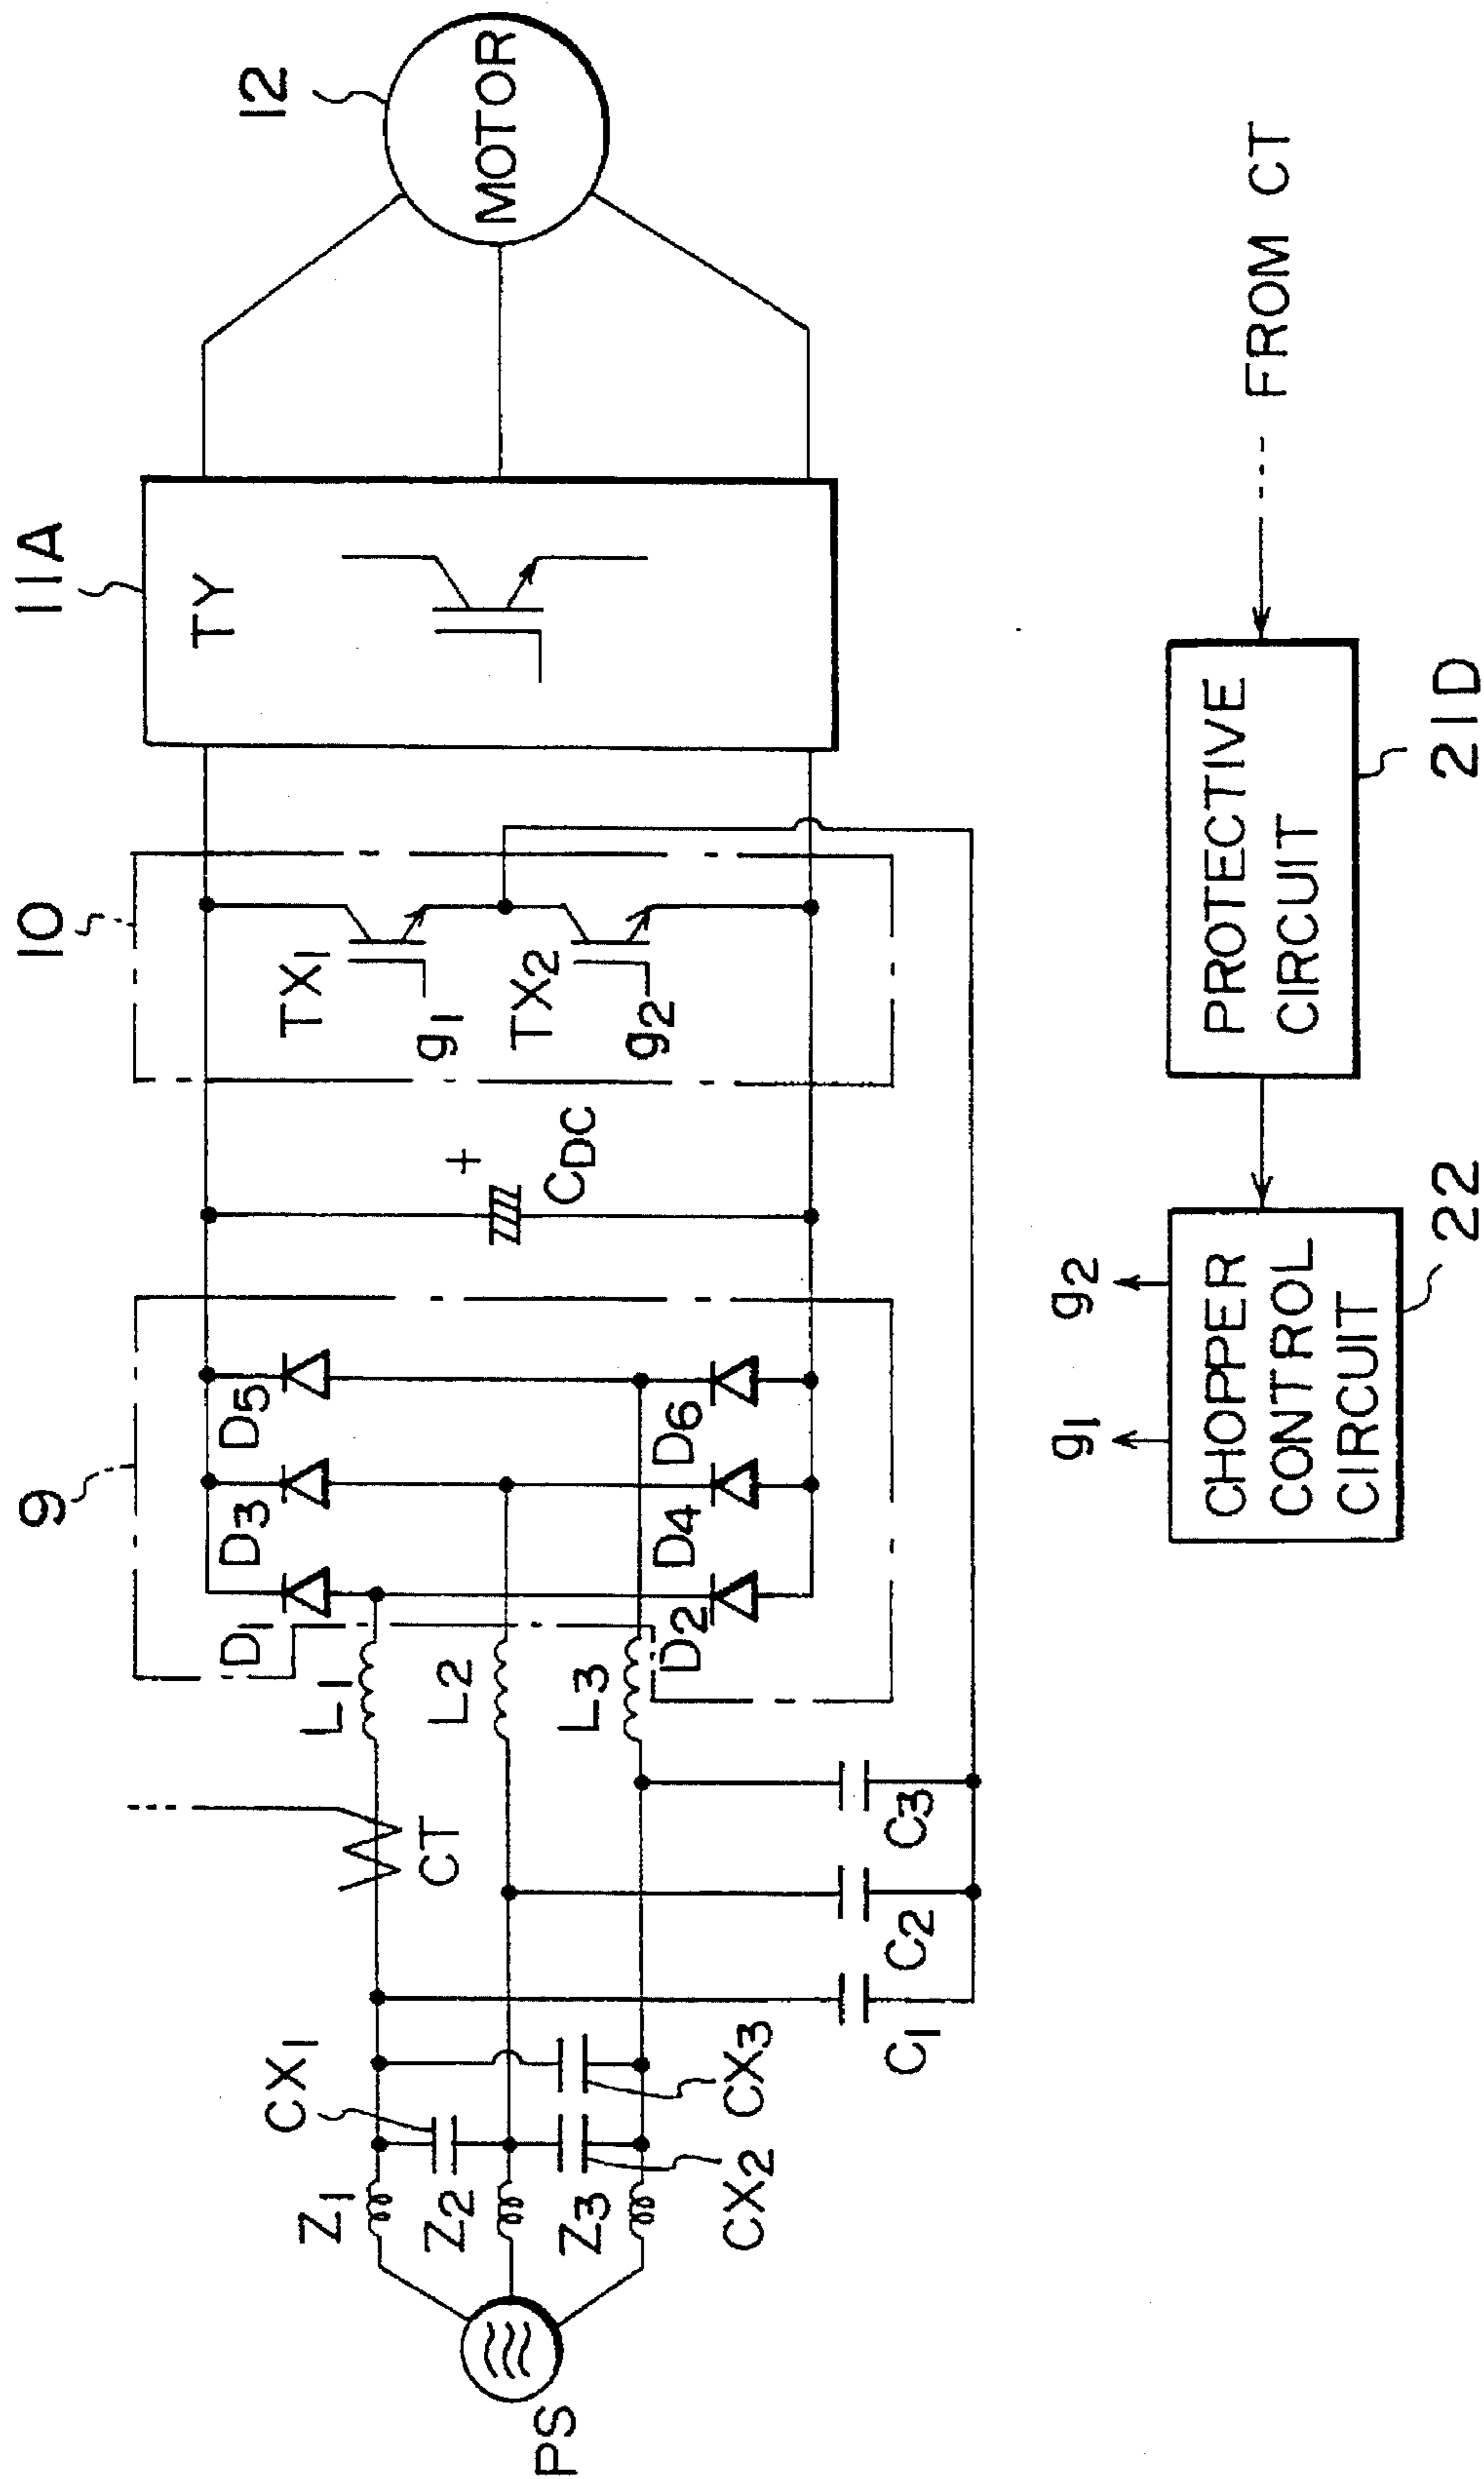 PS
Z1
Z2
Z3
CX1
CX2
CX3
C1
C2
C3
CT
L1
L2
L3
9
D1
D3
D5
D2
D4
D6
CDC
+
10
TX1
g1
TX2
g2
11A
TY
12
MOTOR
g1
g2
CHOPPER
CONTROL
CIRCUIT
22
PROTECTIVE
CIRCUIT
21D
FROM CT